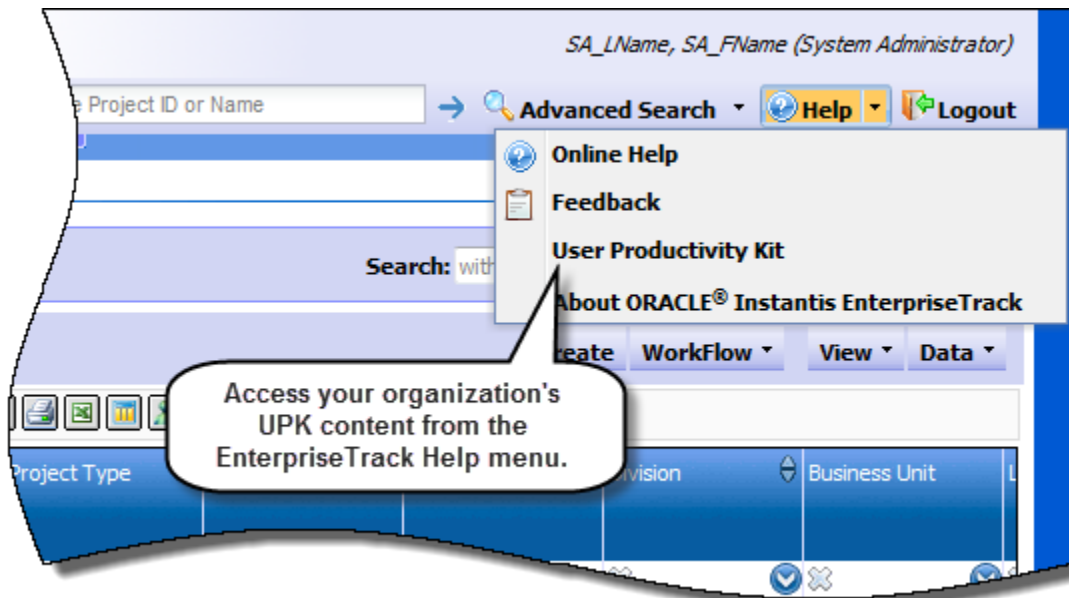 SA_LName, SA_FName (System Administrator)
Project ID or Name
Advanced Search
Help
Logout
Online Help
Feedback
User Productivity Kit
About ORACLE® Instantis EnterpriseTrack
Search:
WorkFlow
View
Data
Access your organization's
UPK content from the
EnterpriseTrack Help menu.
Project Type
Business Unit